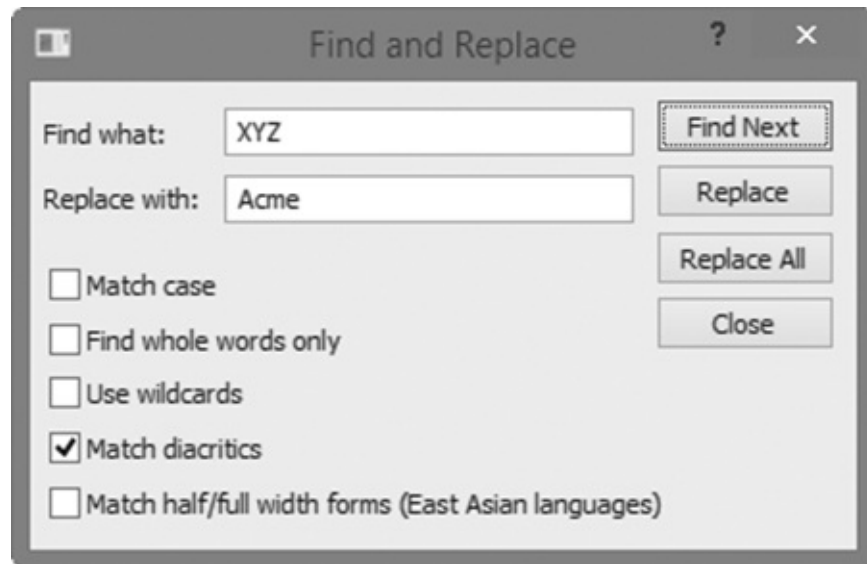 Find and Replace ? ×
Find what: XYZ Find Next
Replace with: Acme Replace
Replace All
Match case
Close
Find whole words only
Use wildcards
Match diacritics
Match half/full width forms (East Asian languages)